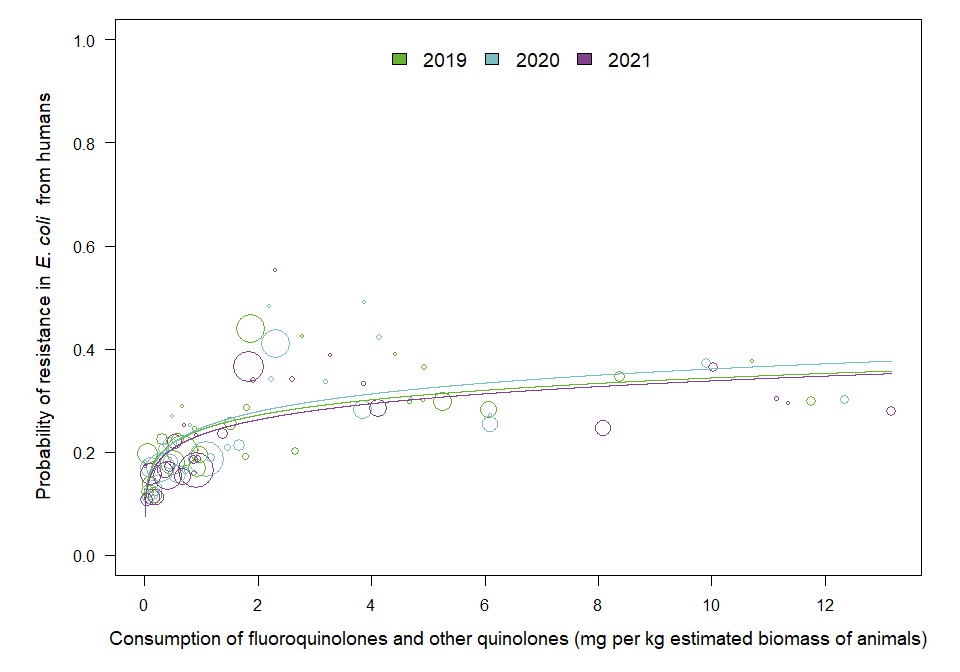 2019 2020 2021
1.0
0.8
0.6
0.4
0.2
0.0
Probability of resistance in E. coli from humans
0 2 4 6 8 10 12
Consumption of fluoroquinolones and other quinolones (mg per kg estimated biomass of animals)